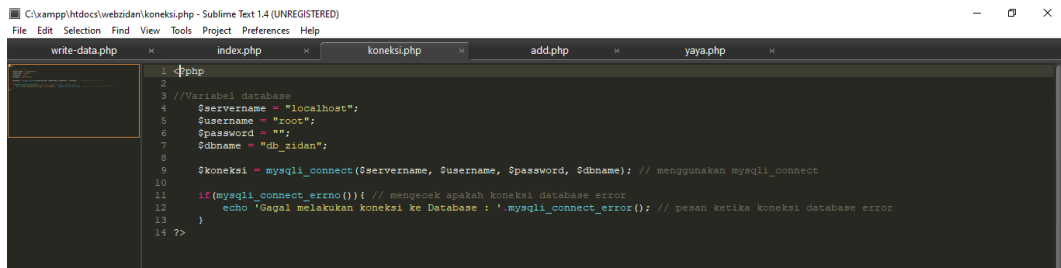 C:\xampp\htdocs\webzidan\koneksi.php - Sublime Text 1.4 (UNREGISTERED)
File Edit Selection Find View Tools Project Preferences Help
write-data.php × index.php × koneksi.php × add.php × yaya.php ×
1 <?php
2
3 //Variabel database
4 $servername = "localhost";
5 $username = "root";
6 $password = "";
7 $dbname = "db_zidan";
8
9 $koneksi = mysqli_connect($servername, $username, $password, $dbname); // menggunakan mysqli_connect
10
11 if(mysqli_connect_errno()){ // mengecek apakah koneksi database error
12 echo 'Gagal melakukan koneksi ke Database : '.mysqli_connect_error(); // pesan ketika koneksi database error
13 }
14 ?>